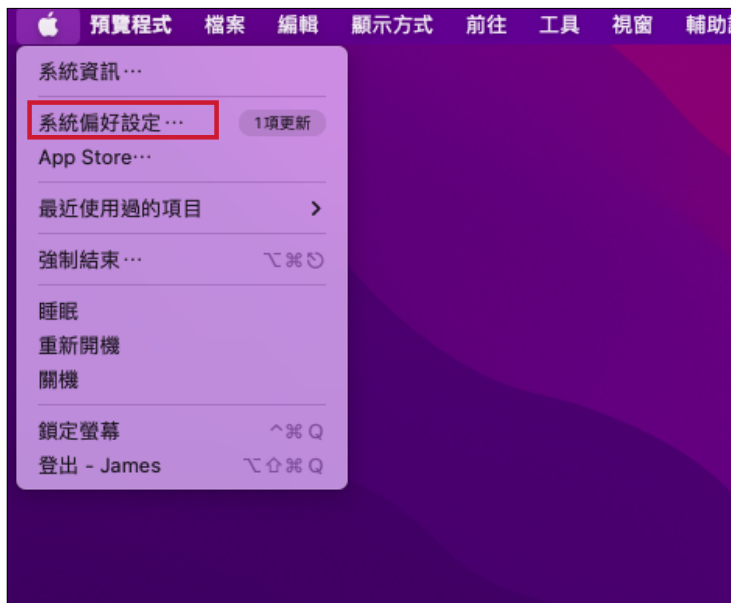 預覽程式 檔案 編輯 顯示方式 前往 工具 視窗 輔助
系統資訊⋯
系統偏好設定⋯ 1項更新
App Store⋯
最近使用過的項目 >
強制結束⋯ ⌥⌘⎋
睡眠
重新開機
關機
鎖定螢幕 ^⌘Q
登出 - James ⌥⇧⌘Q